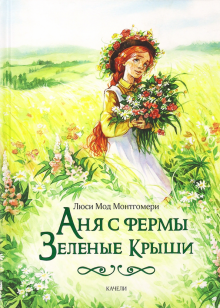 Люси Мод Монтгомери
Аня с фермы
Зеленые Крыши
КАЧЕЛИ